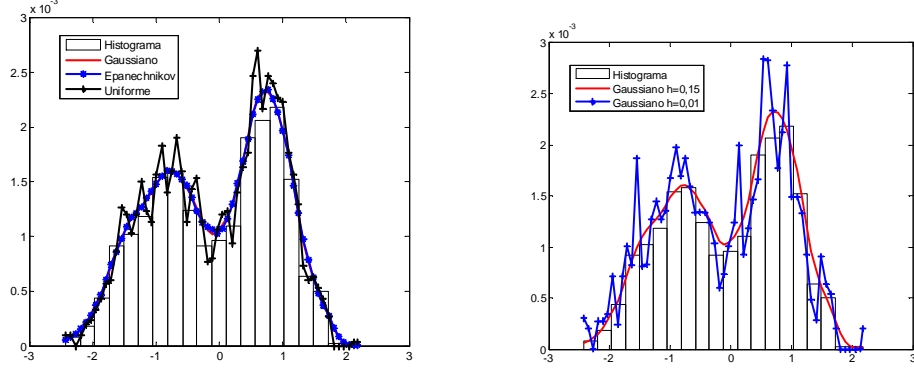 x 10-3
3
2.5
2
1.5
1
0.5
0
-3 -2 -1 0 1 2 3
Histograma
Gaussiano
Epanechnikov
Uniforme
x 10-3
3
2.5
2
1.5
1
0.5
0
-3 -2 -1 0 1 2 3
Histograma
Gaussiano h=0,15
Gaussiano h=0,01